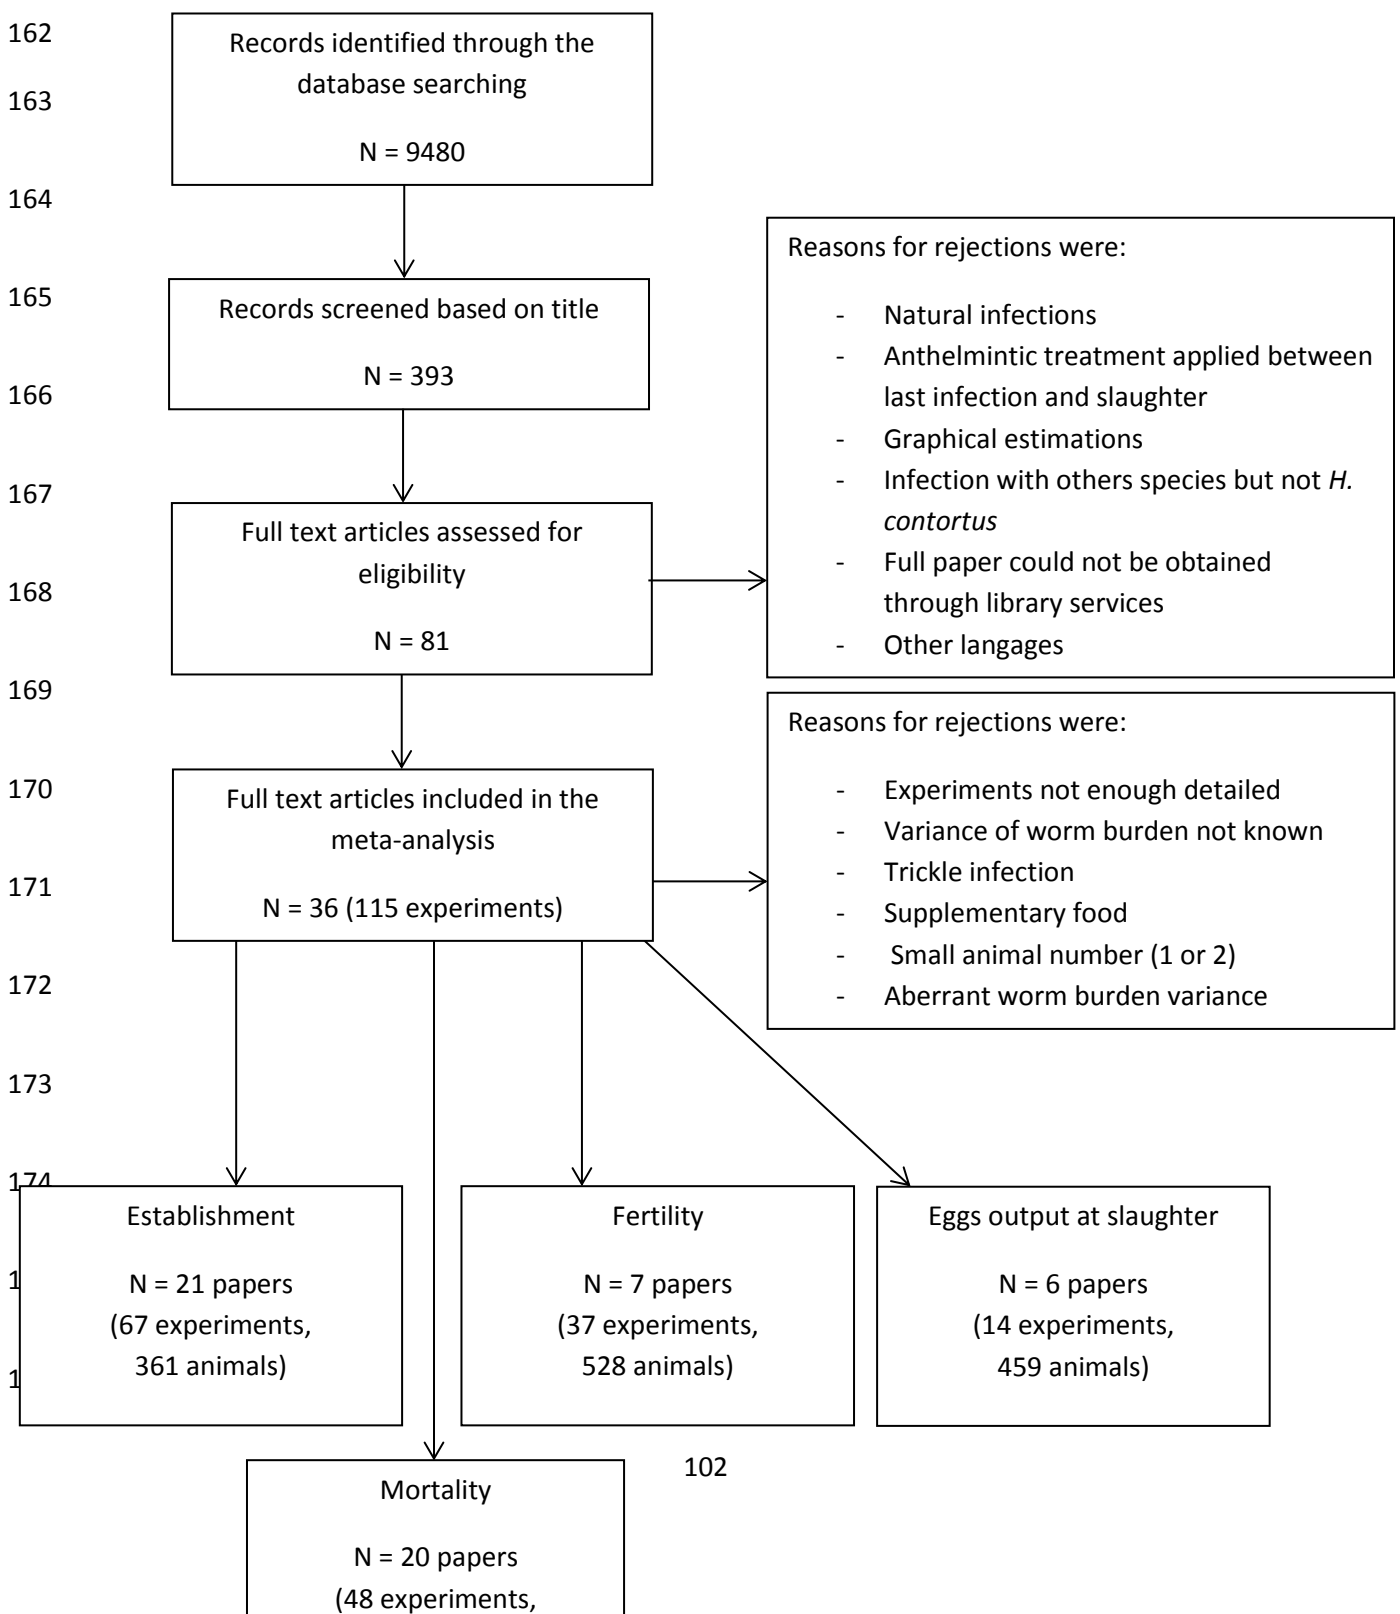 162
Records identified through the
database searching
163
N = 9480
164
Reasons for rejections were:
165
Records screened based on title
- Natural infections
- Anthelmintic treatment applied between
last infection and slaughter
N = 393
166
- Graphical estimations
- Infection with others species but not H.
contortus
167
Full text articles assessed for
eligibility
- Full paper could not be obtained
through library services
168
N = 81
- Other langages
169
Reasons for rejections were:
170
Full text articles included in the
meta-analysis
- Experiments not enough detailed
- Variance of worm burden not known
171
N = 36 (115 experiments)
- Trickle infection
- Supplementary food
- Small animal number (1 or 2)
172
- Aberrant worm burden variance
173
174
Establishment
N = 21 papers
(67 experiments,
361 animals)
Fertility
N = 7 papers
(37 experiments,
528 animals)
Eggs output at slaughter
N = 6 papers
(14 experiments,
459 animals)
1
1
102
Mortality
N = 20 papers
(48 experiments,